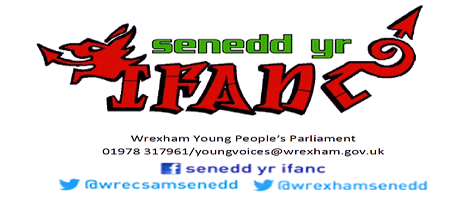 senedd yr
IFANC
Wrexham Young People's Parliament
01978 317961/youngvoices@wrexham.gov.uk
senedd yr ifanc
@wrecsamsenedd @wrexhamsenedd